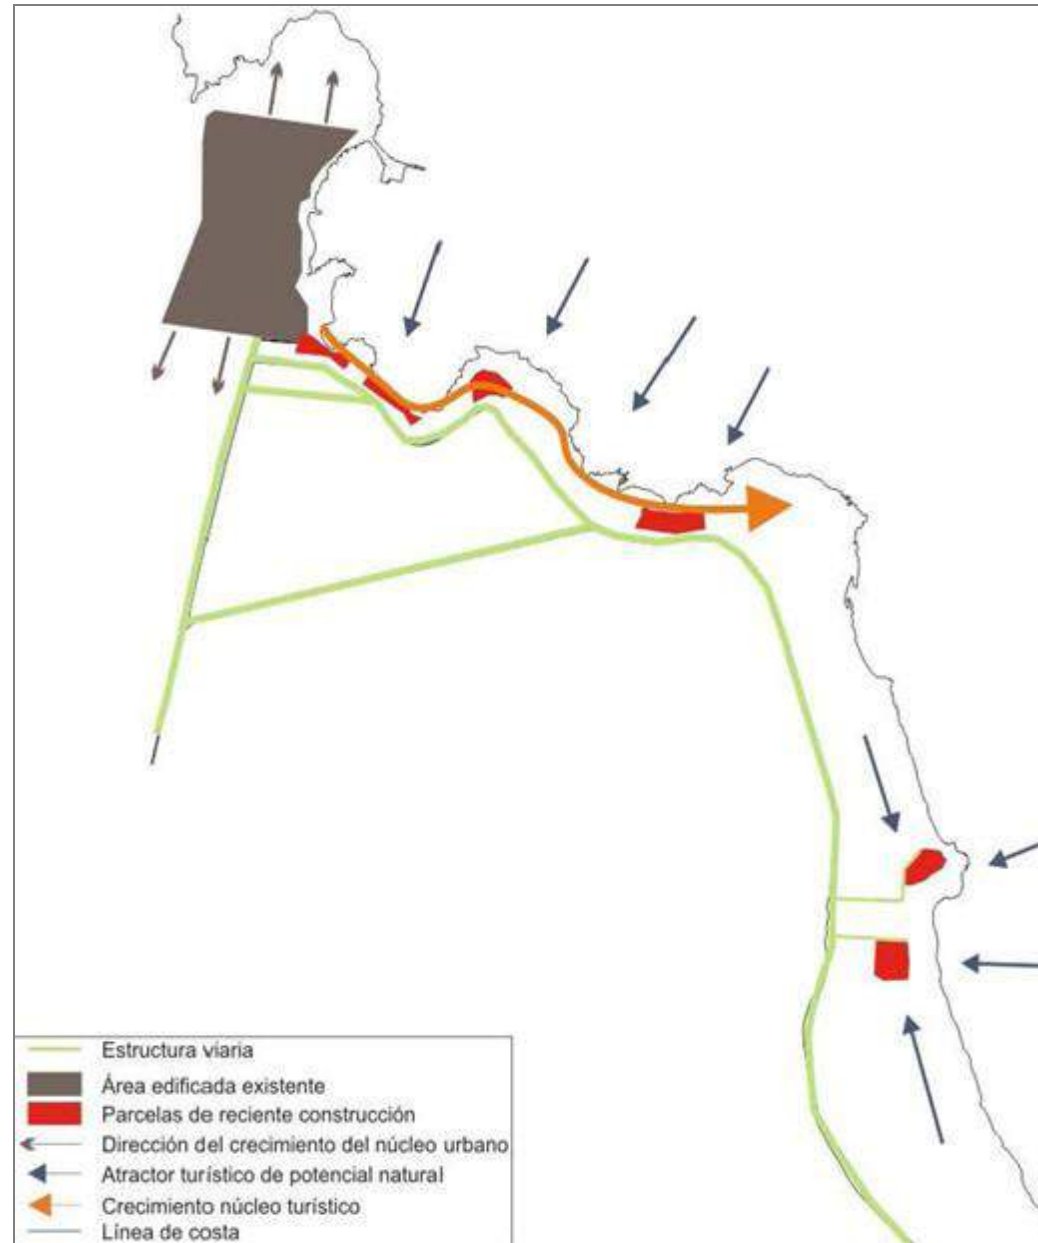 Estructura viaria
Área edificada existente
Parcelas de reciente construcción
Dirección del crecimiento del núcleo urbano
Atractor turístico de potencial natural
Crecimiento núcleo turístico
Línea de costa